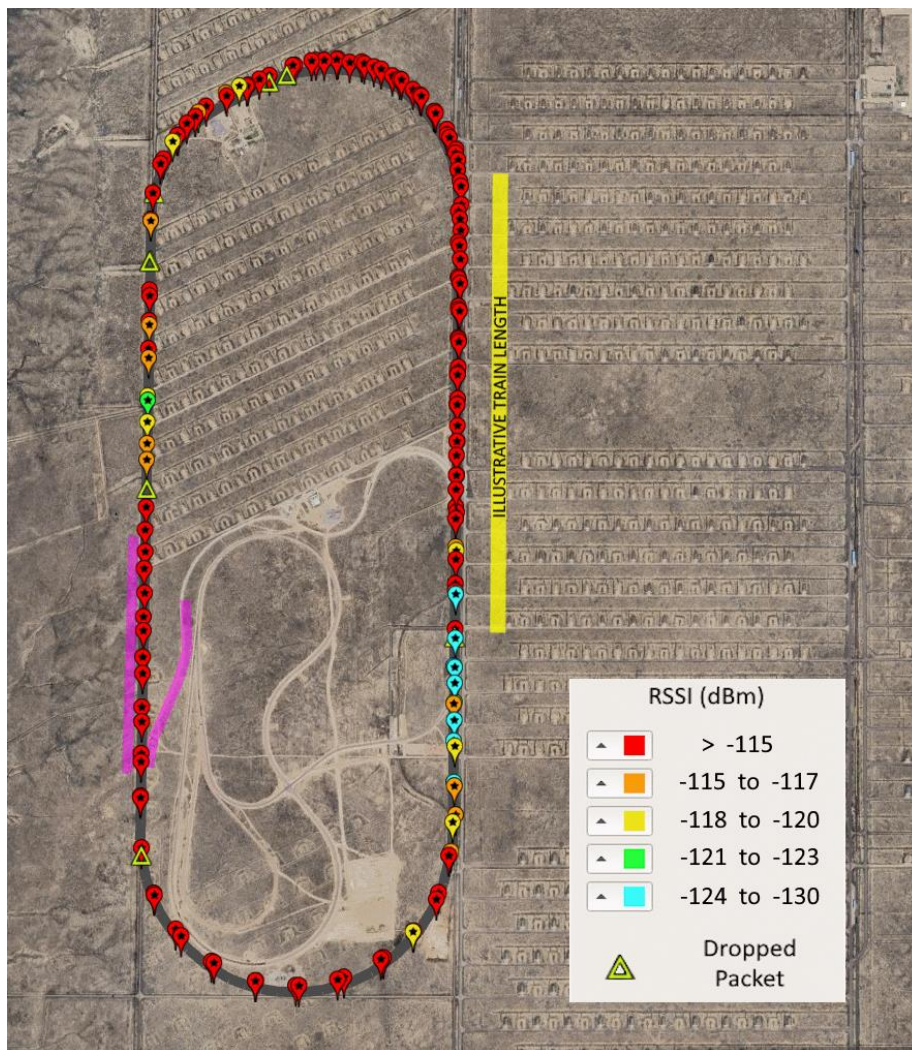 ILLUSTRATIVE TRAIN LENGTH
RSSI (dBm)
> -115
-115 to -117
-118 to -120
-121 to -123
-124 to -130
Dropped
Packet